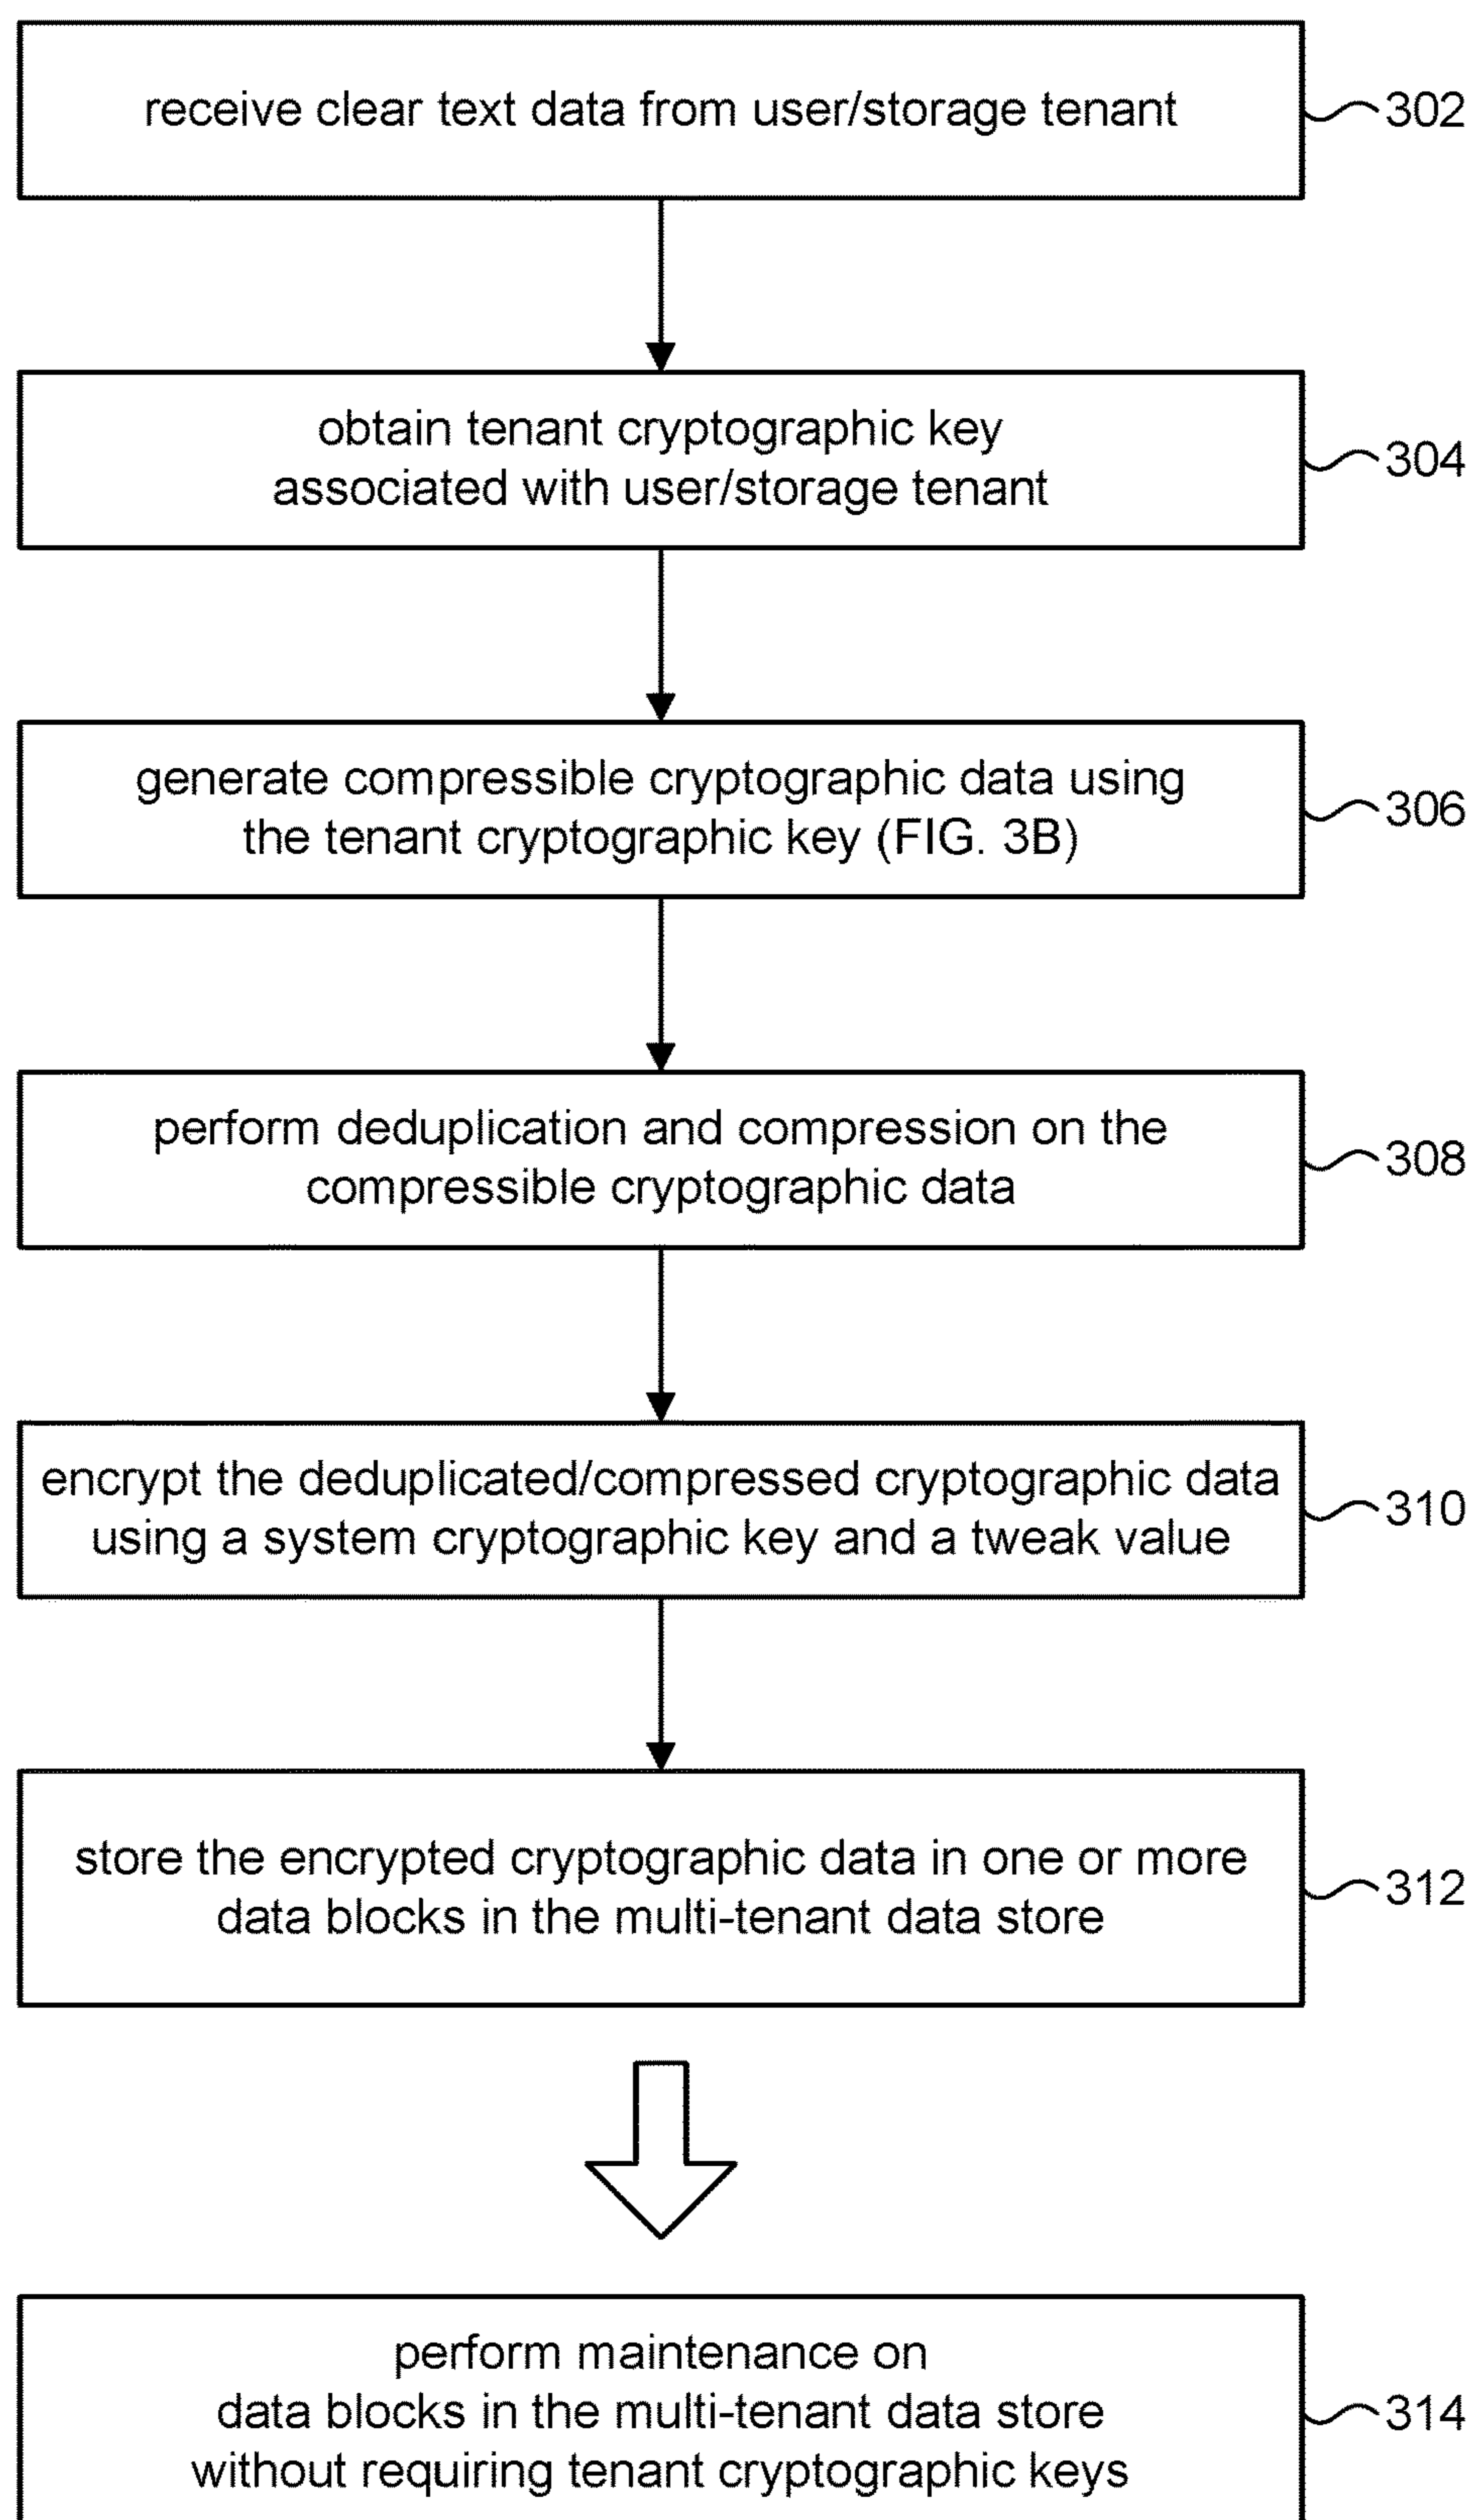 receive clear text data from user/storage tenant
302
obtain tenant cryptographic key
associated with user/storage tenant
304
generate compressible cryptographic data using
the tenant cryptographic key (FIG. 3B)
306
perform deduplication and compression on the
compressible cryptographic data
308
encrypt the deduplicated/compressed cryptographic data
using a system cryptographic key and a tweak value
310
store the encrypted cryptographic data in one or more
data blocks in the multi-tenant data store
312
perform maintenance on
data blocks in the multi-tenant data store
without requiring tenant cryptographic keys
314